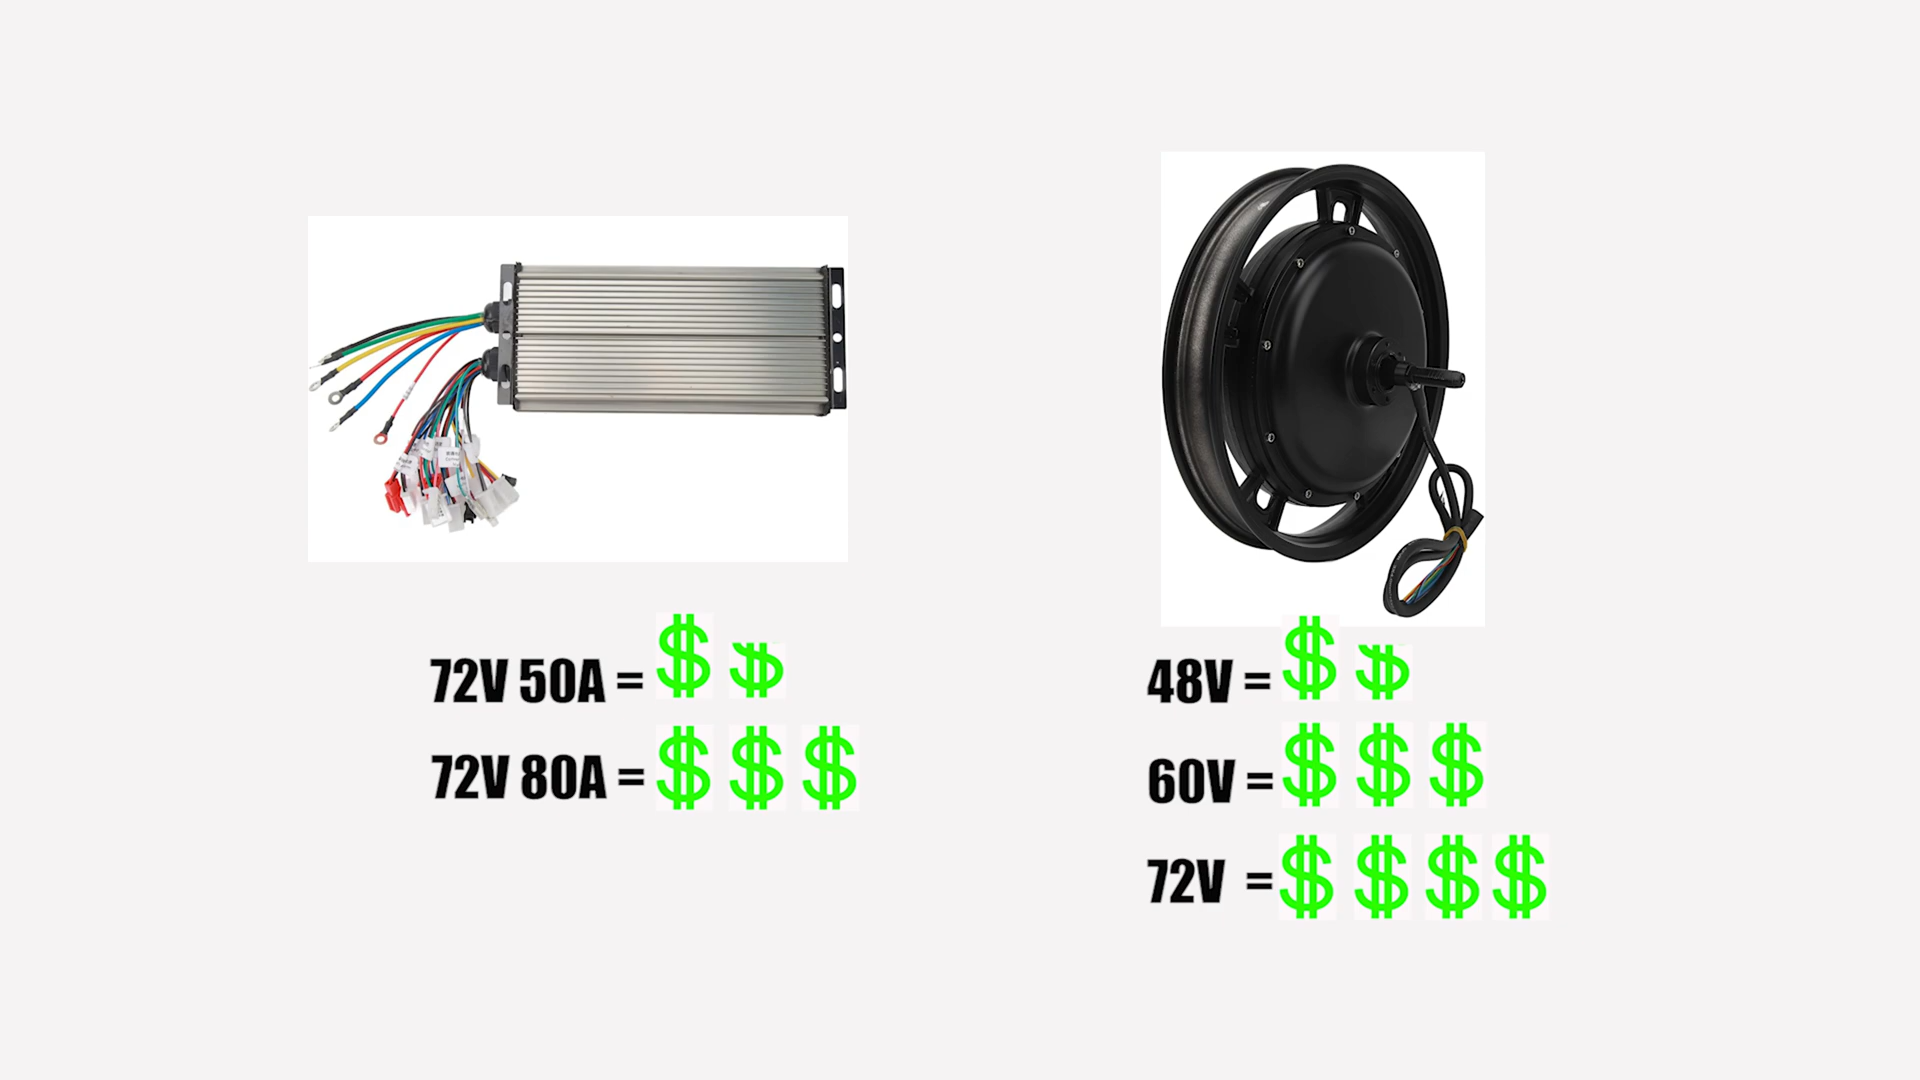 72V 50A = $ $
72V 80A = $ $ $
48V = $ $
60V = $ $ $
72V = $ $ $ $